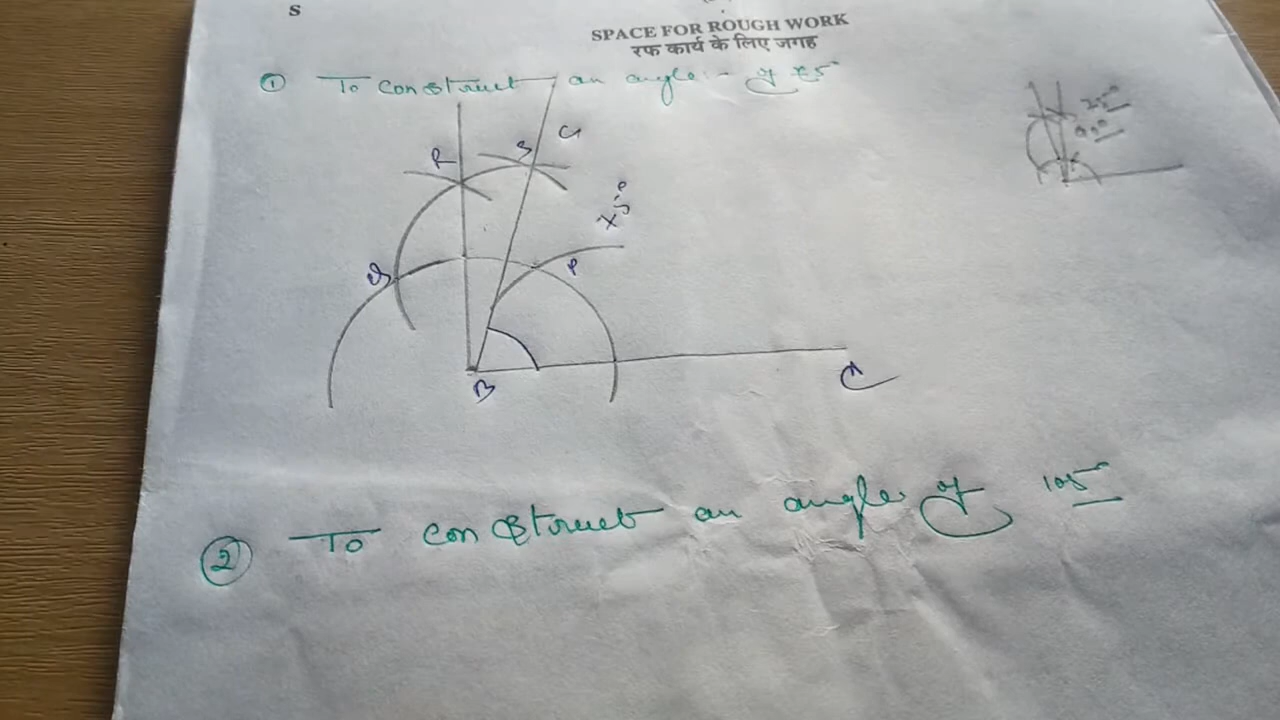 S
SPACE FOR ROUGH WORK
रफ कार्य के लिए जगह
① To construct an angle of 75°
R S G
75°
Q P
B C
② To construct an angle of 105°